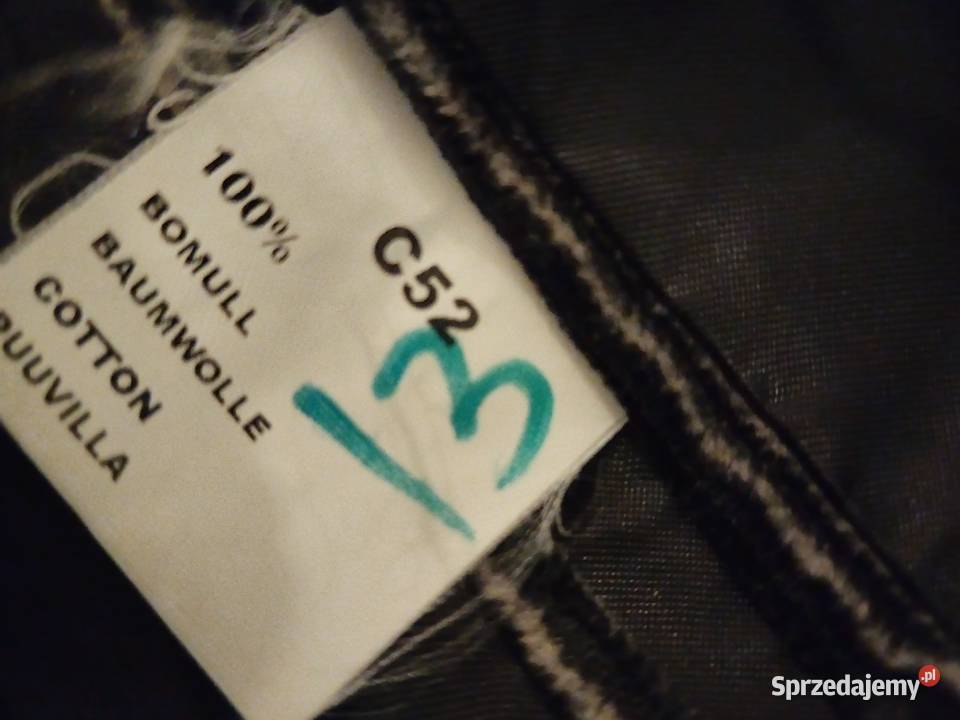 100%
BOMULL
BAUMWOLLE
COTTON
PUUVILLA
C52
13
Sprzedajemy.pl